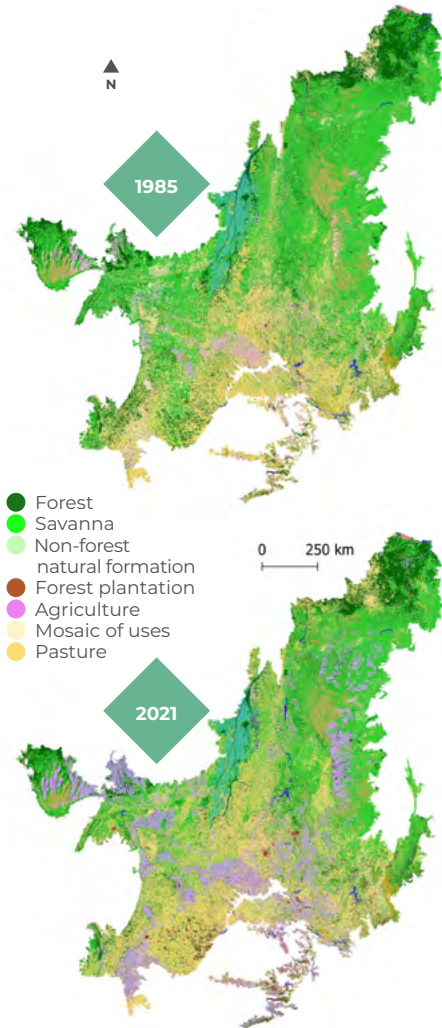 N
1985
Forest
Savanna
Non-forest
natural formation
Forest plantation
Agriculture
Mosaic of uses
Pasture
0 250 km
2021